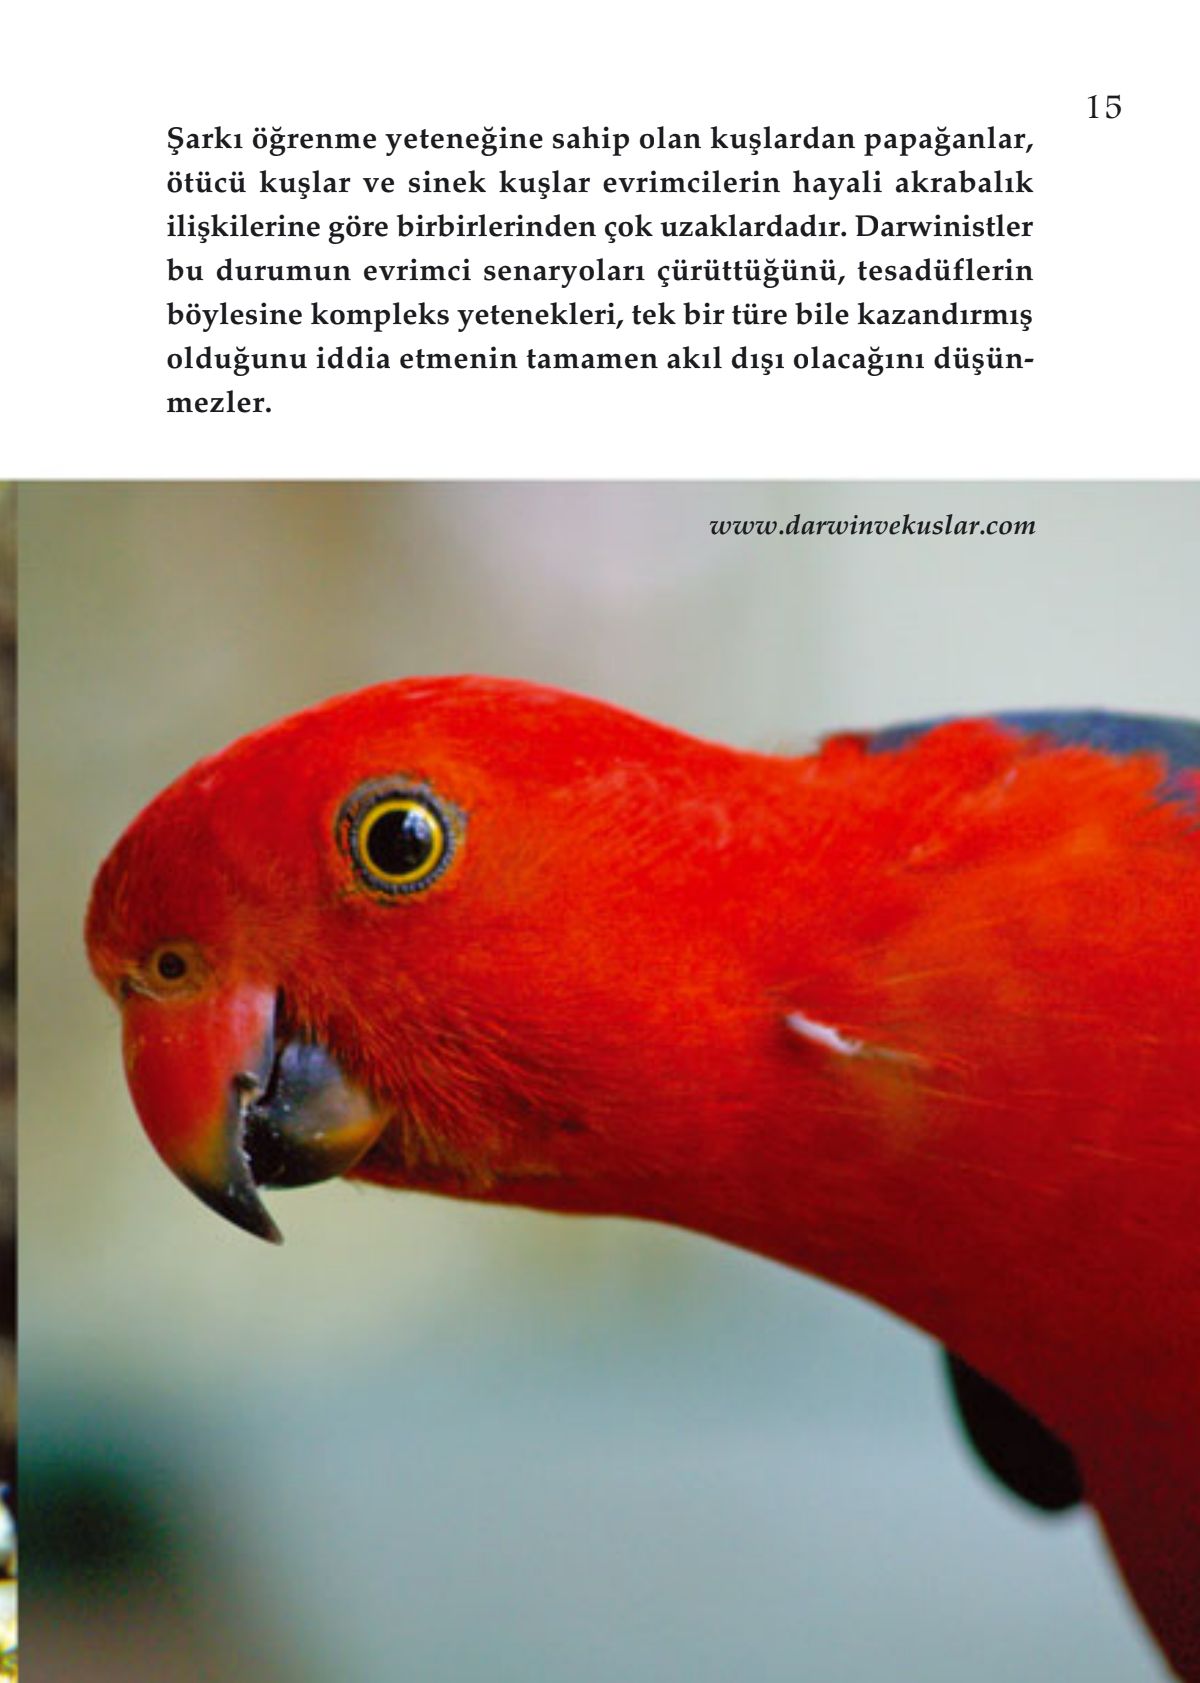 15
Şarkı öğrenme yeteneğine sahip olan kuşlardan papağanlar,
ötücü kuşlar ve sinek kuşlar evrimcilerin hayali akrabalık
ilişkilerine göre birbirlerinden çok uzaklardadır. Darwinistler
bu durumun evrimci senaryoları çürüttüğünü, tesadüflerin
böylesine kompleks yetenekleri, tek bir türe bile kazandırmış
olduğunu iddia etmenin tamamen akıl dışı olacağını düşün-
mezler.
www.darwinvekuslar.com